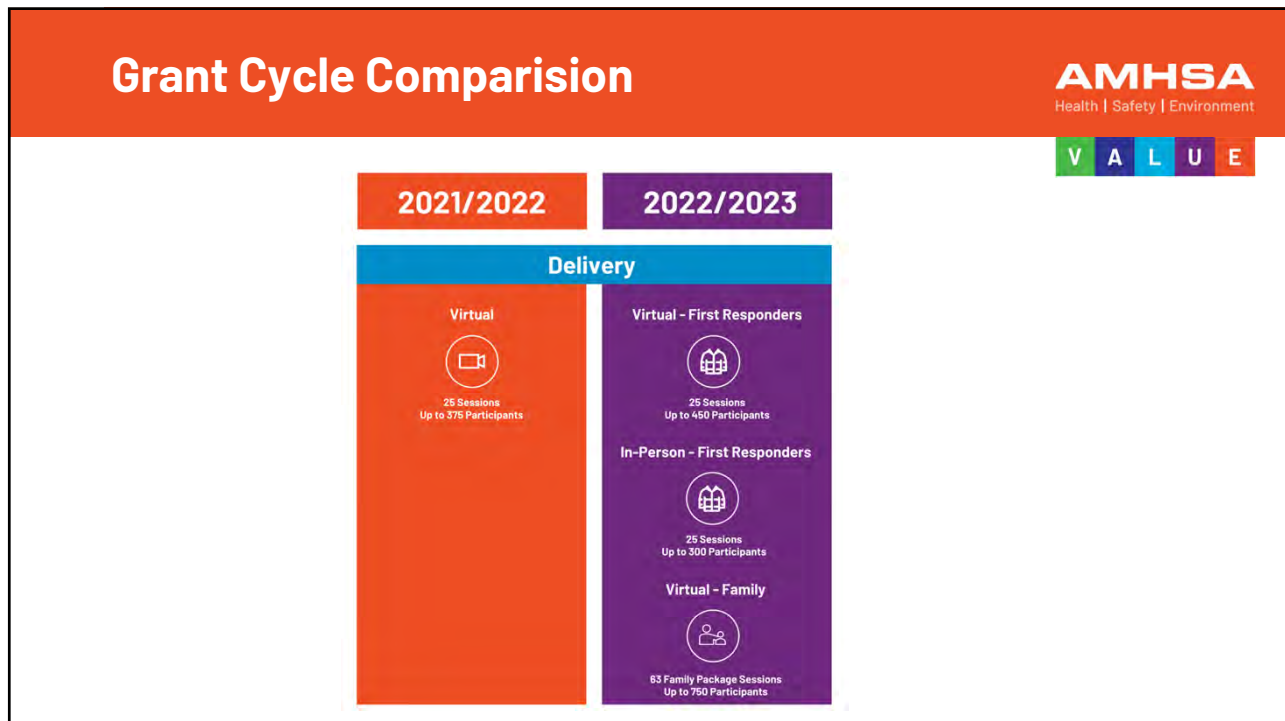 Grant Cycle Comparision
AMHSA
Health | Safety | Environment
V A L U E
2021/2022
2022/2023
Delivery
Virtual
25 Sessions
Up to 375 Participants
Virtual - First Responders
25 Sessions
Up to 450 Participants
In-Person - First Responders
25 Sessions
Up to 300 Participants
Virtual - Family
63 Family Package Sessions
Up to 750 Participants